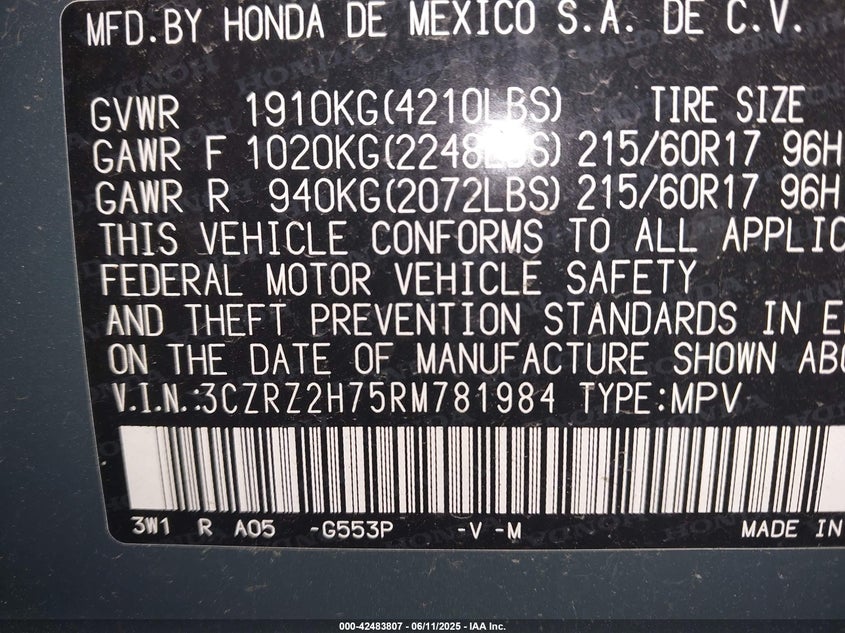 MFD.BY HONDA DE MEXICO S.A. DE C.V.
GVWR 1910KG(4210LBS) TIRE SIZE
GAWR F 1020KG(2248LBS) 215/60R17 96H
GAWR R 940KG(2072LBS) 215/60R17 96H
THIS VEHICLE CONFORMS TO ALL APPLIC
FEDERAL MOTOR VEHICLE SAFETY
AND THEFT PREVENTION STANDARDS IN E
ON THE DATE OF MANUFACTURE SHOWN ABO
V.I.N.:3CZRZ2H75RM781984 TYPE:MPV
3W1 R A05 -G553P -V -M MADE IN
000-42483807 - 06/11/2025 - IAA Inc.